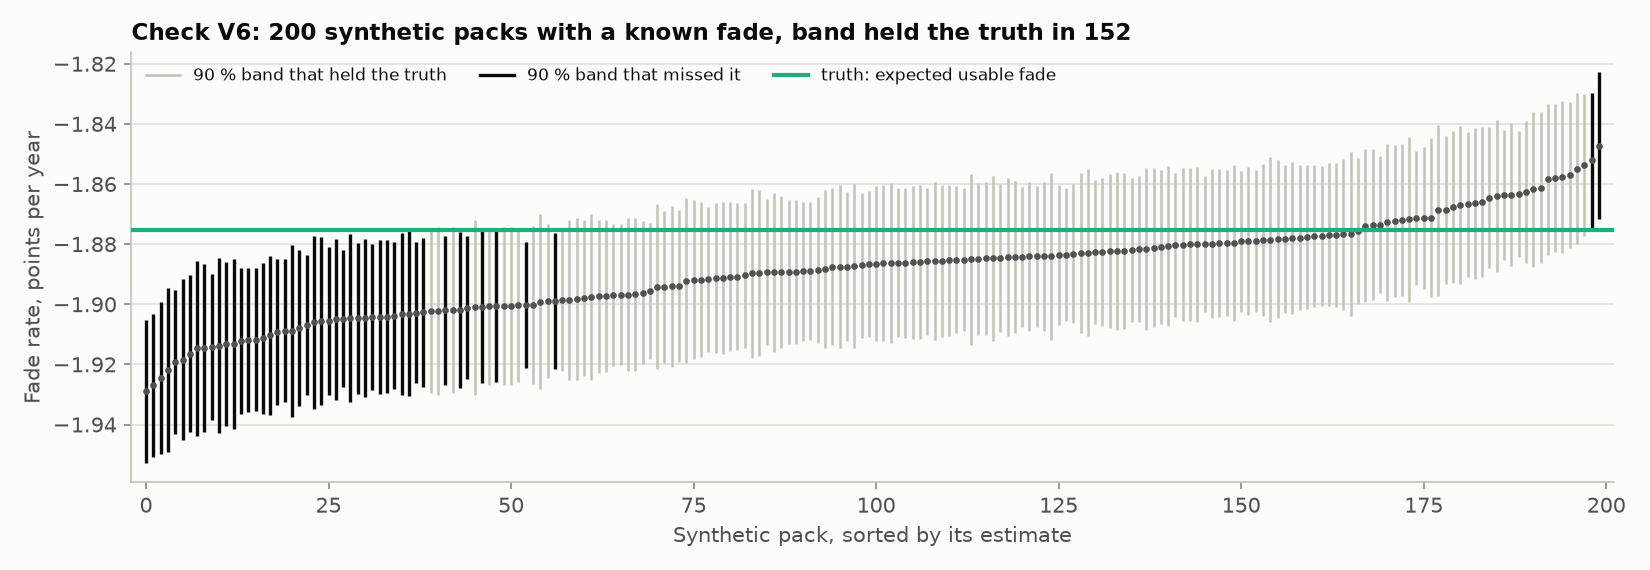 Check V6: 200 synthetic packs with a known fade, band held the truth in 152
90 % band that held the truth
90 % band that missed it
truth: expected usable fade
Fade rate, points per year
−1.82
−1.84
−1.86
−1.88
−1.90
−1.92
−1.94
0 25 50 75 100 125 150 175 200
Synthetic pack, sorted by its estimate